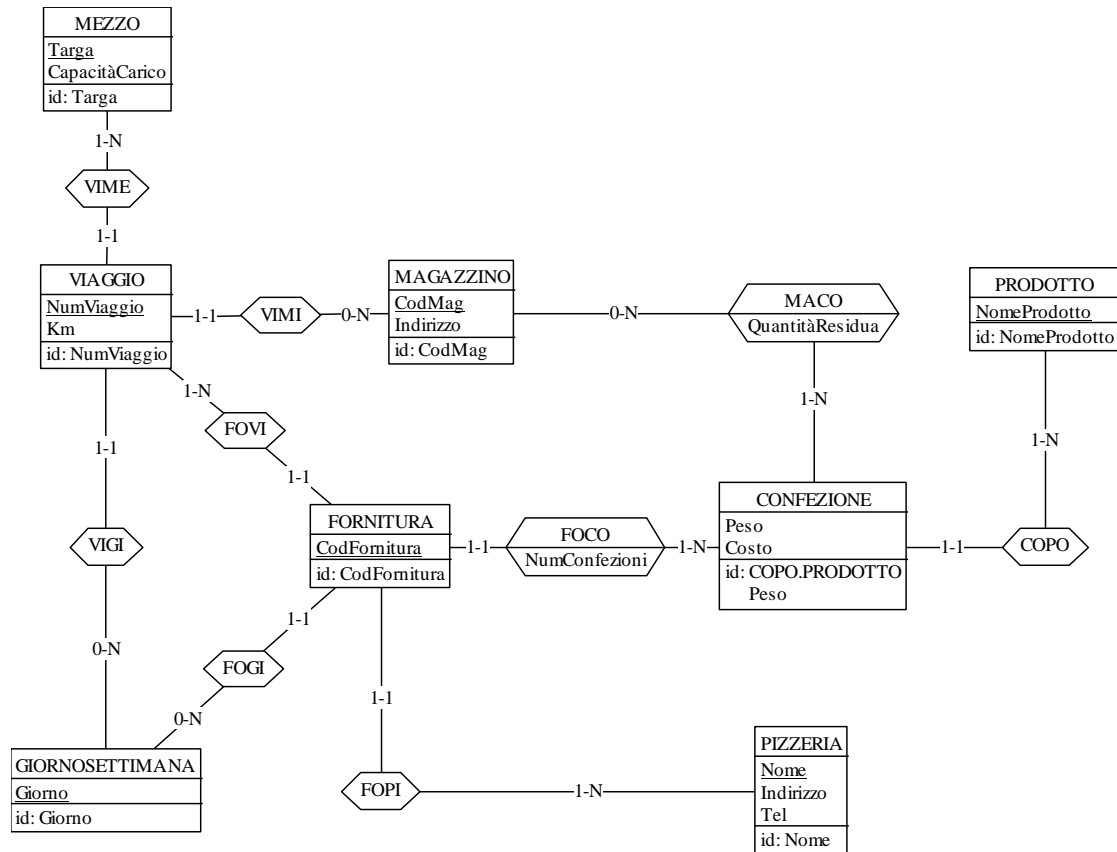 MEZZO
Targa
CapacitàCarico
id: Targa
1-N
VIME
1-1
VIAGGIO
NumViaggio
Km
id: NumViaggio
1-1
VIMI
0-N
MAGAZZINO
CodMag
Indirizzo
id: CodMag
0-N
MACO
QuantitàResidua
PRODOTTO
NomeProdotto
id: NomeProdotto
1-N
FOVI
1-1
1-N
1-N
1-1
VIGI
0-N
FORNITURA
CodFornitura
id: CodFornitura
1-1
FOCO
NumConfezioni
1-N
CONFEZIONE
Peso
Costo
id: COPO.PRODOTTO
Peso
1-1
COPO
1-1
FOGI
0-N
1-1
FOPI
1-N
GIORNOSETTIMANA
Giorno
id: Giorno
PIZZERIA
Nome
Indirizzo
Tel
id: Nome